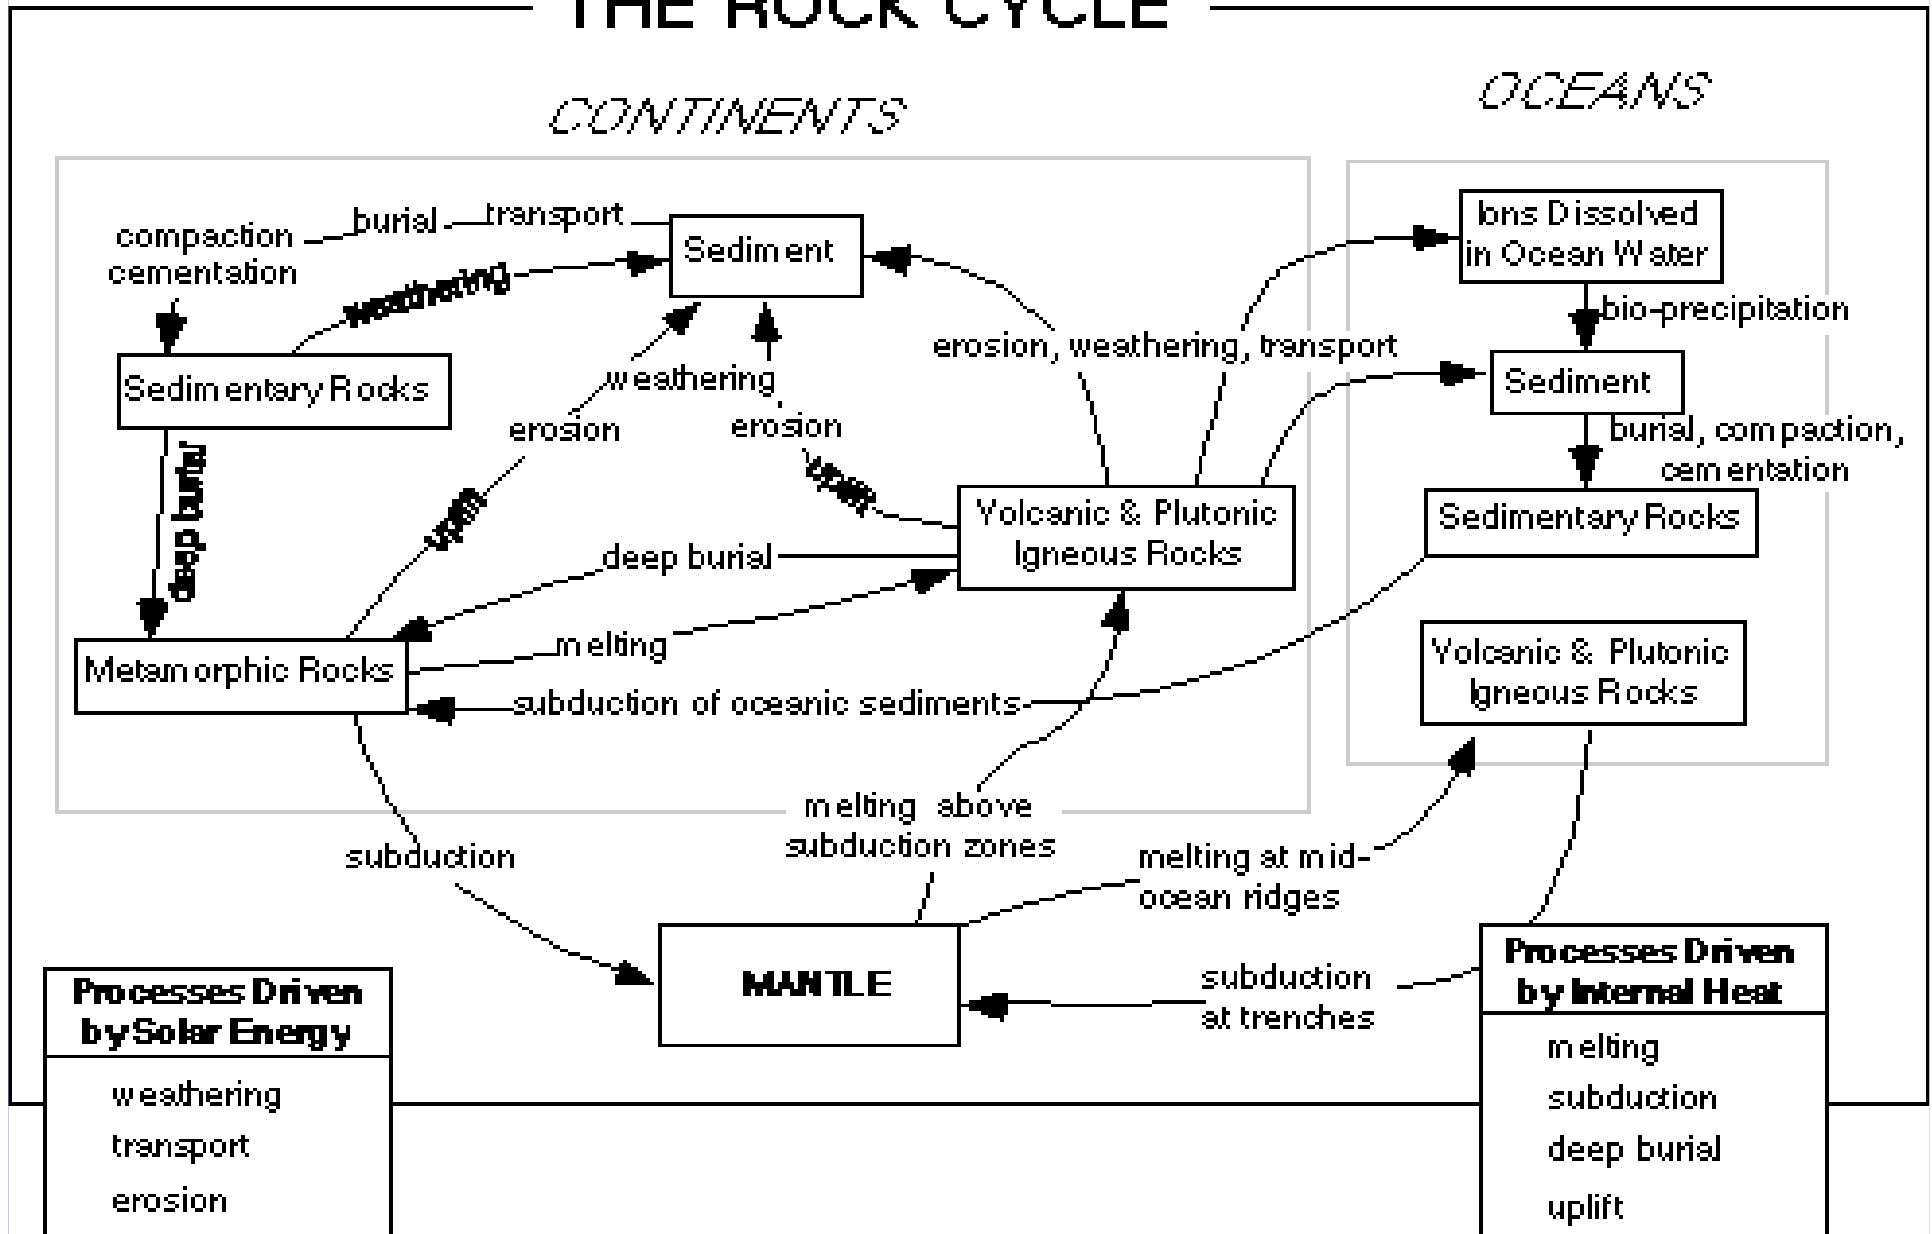 THE ROCK CYCLE
CONTINENTS
OCEANS
compaction
cementation
burial
transport
Sediment
weathering
Sedimentary Rocks
deep burial
erosion
weathering
erosion
uplift
uplift
erosion, weathering, transport
Ions Dissolved
in Ocean Water
bio-precipitation
Sediment
burial, compaction,
cementation
Sedimentary Rocks
Volcanic & Plutonic
Igneous Rocks
deep burial
melting
Metamorphic Rocks
subduction of oceanic sediments
Volcanic & Plutonic
Igneous Rocks
melting above
subduction zones
subduction
melting at mid-
ocean ridges
MANTLE
subduction
at trenches
Processes Driven
by Solar Energy
weathering
transport
erosion
Processes Driven
by Internal Heat
melting
subduction
deep burial
uplift